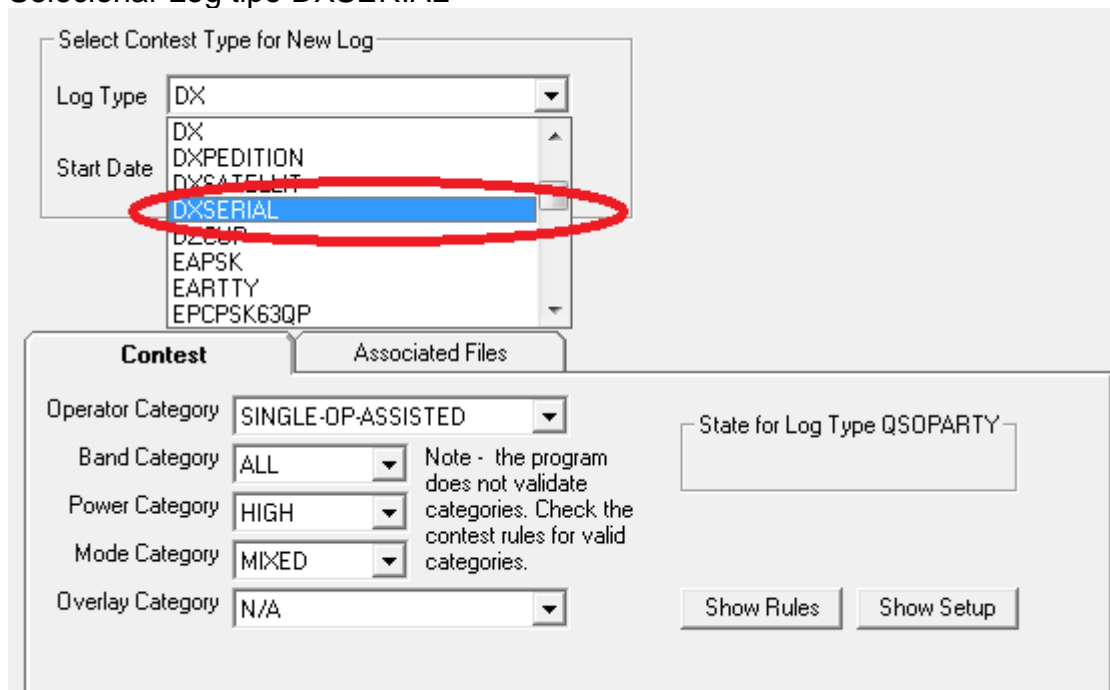 Seleccionar Log tipo DXSERIAL
Select Contest Type for New Log
Log Type DX
DX
DXPEDITION
Start Date
DXSATELLIT
DXSERIAL
DZCUP
EAPSK
EARTTY
EPCPSK63QP
Contest Associated Files
Operator Category SINGLE-OP-ASSISTED
State for Log Type QSOPARTY
Band Category ALL
Note - the program
does not validate
categories. Check the
contest rules for valid
categories.
Power Category HIGH
Mode Category MIXED
Overlay Category N/A
Show Rules Show Setup